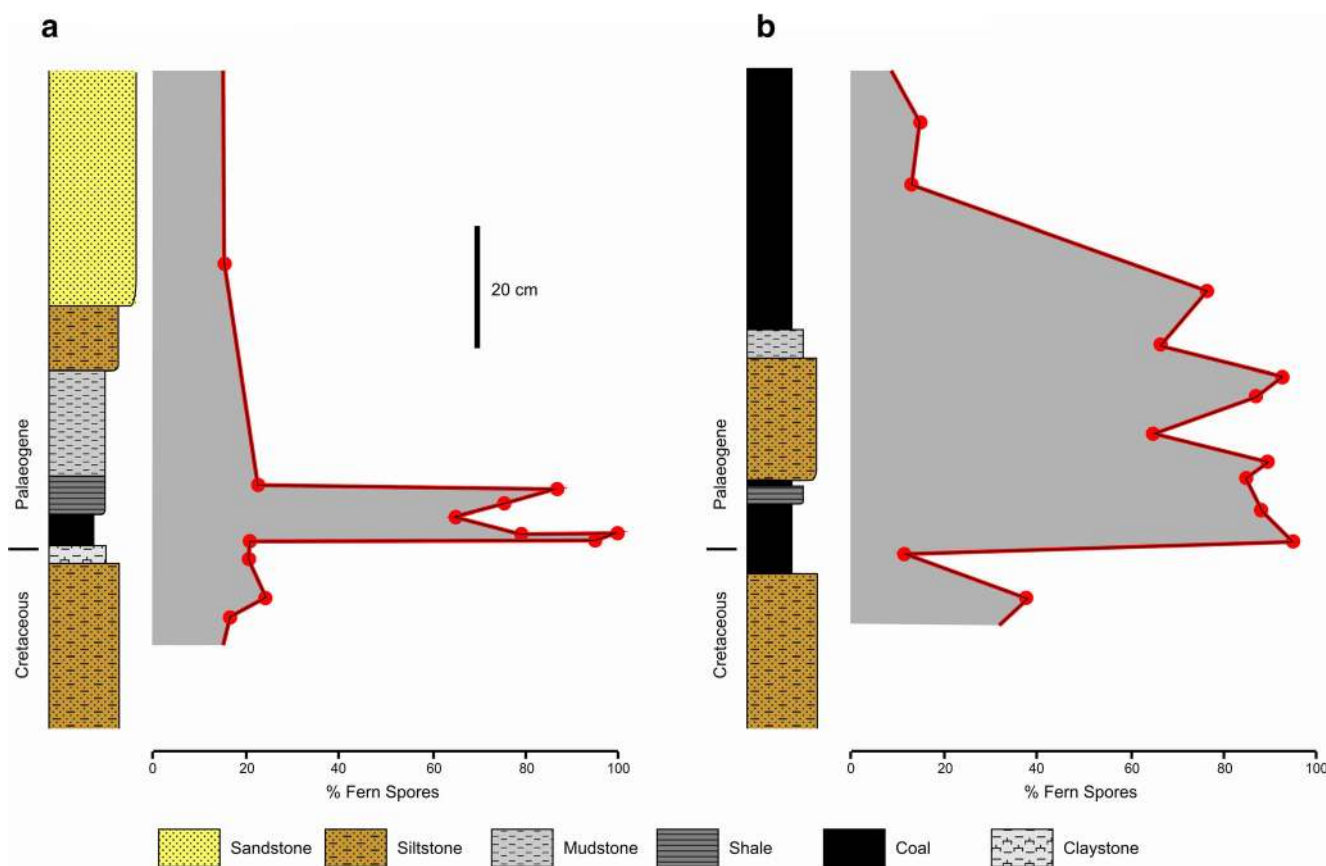 a
b
20 cm
Palaeogene
Cretaceous
Palaeogene
Cretaceous
0 20 40 60 80 100
% Fern Spores
0 20 40 60 80 100
% Fern Spores
Sandstone Siltstone Mudstone Shale Coal Claystone